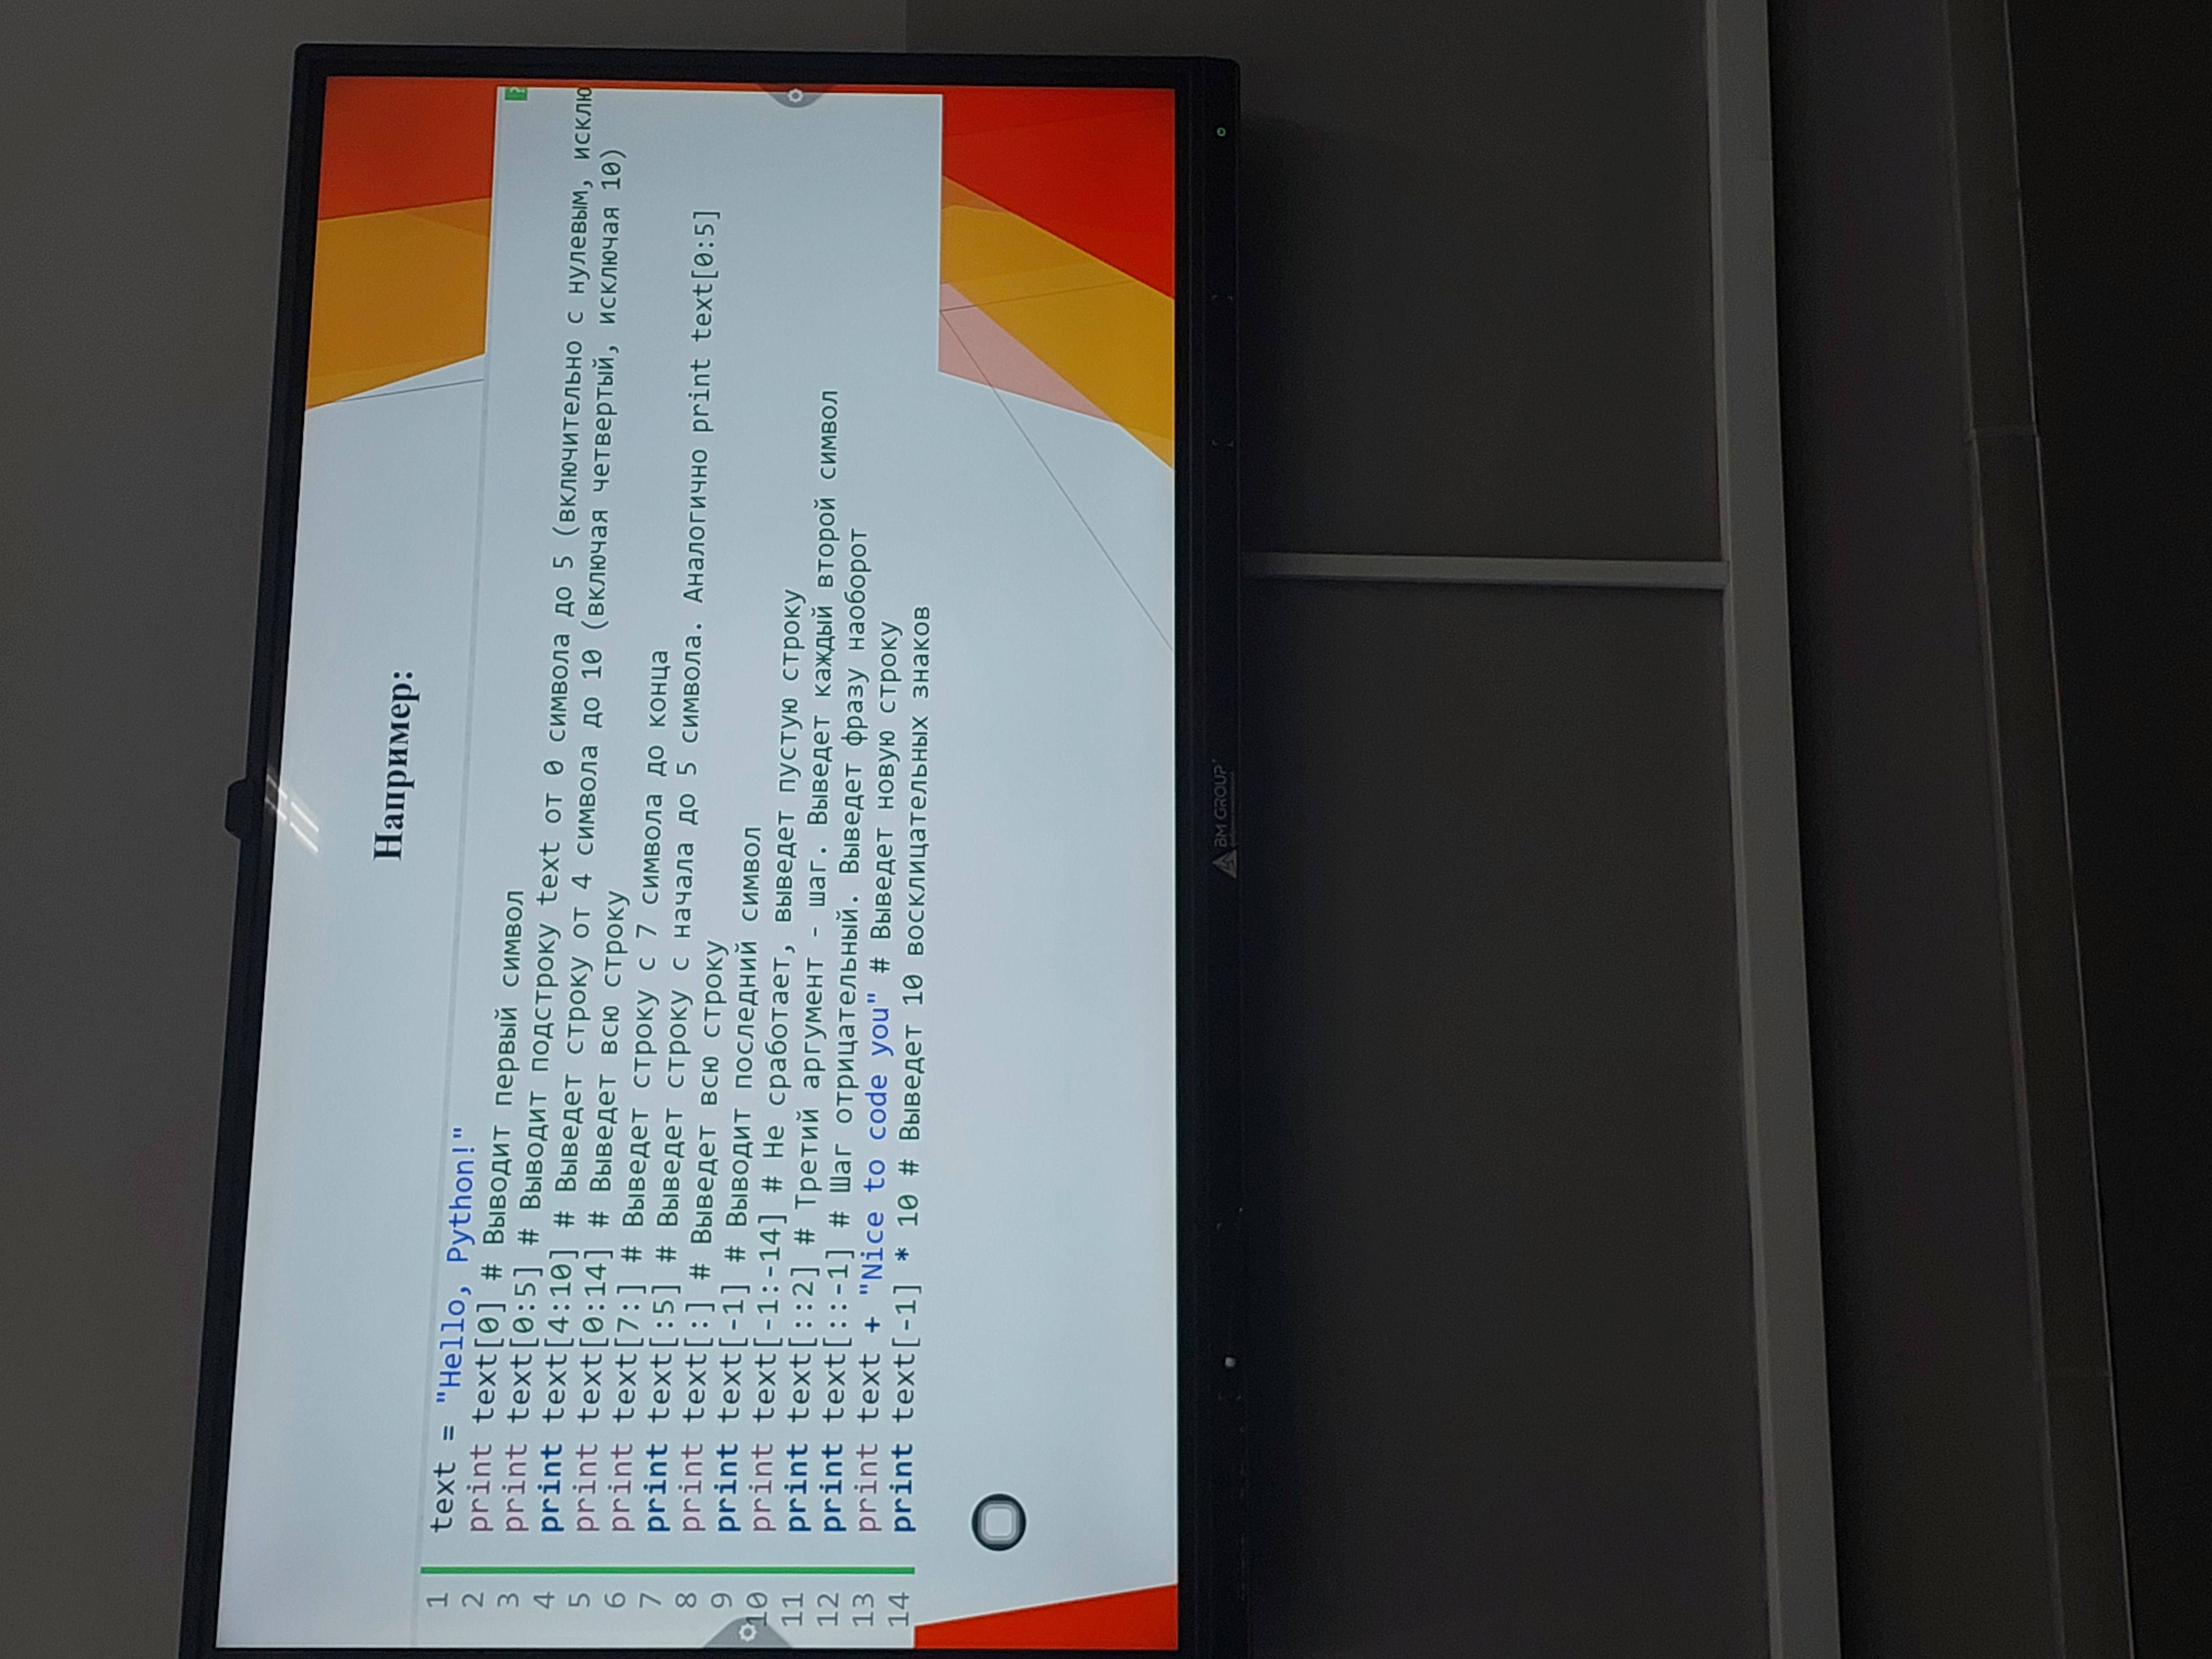 Например:
1 text = "Hello, Python!"
2 print text[0] # Выводит первый символ
3 print text[0:5] # Выводит подстроку text от 0 символа до 5 (включительно с нулевым, исклю
4 print text[4:10] # Выведет строку от 4 символа до 10 (включая четвертый, исключая 10)
5 print text[0:14] # Выведет всю строку
6 print text[7:] # Выведет строку с 7 символа до конца
7 print text[:5] # Выведет строку с начала до 5 символа. Аналогично print text[0:5]
8 print text[:] # Выведет всю строку
9 print text[-1] # Выводит последний символ
10 print text[-1:-14] # Не сработает, выведет пустую строку
11 print text[::2] # Третий аргумент - шаг. Выведет каждый второй символ
12 print text[::-1] # Шаг отрицательный. Выведет фразу наоборот
13 print text + "Nice to code you" # Выведет новую строку
14 print text[-1] * 10 # Выведет 10 восклицательных знаков
BM GROUP